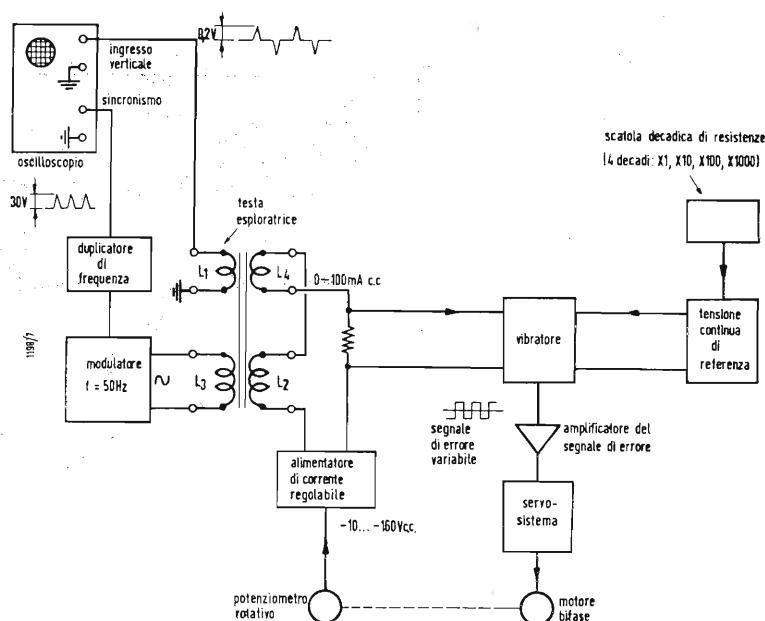 0,2V
ingresso
verticale
sincronismo
oscilloscopio
30V
scatola decadica di resistenze
(4 decadi: X1, X10, X100, X1000)
testa
esploratrice
duplicatore
di
frequenza
L1
L4
0÷100mA c.c
vibratore
tensione
continua
di
referenza
1198/7
modulatore
f = 50Hz
L3
L2
segnale
di errore
variabile
amplificatore del
segnale di errore
alimentatore
di corrente
regolabile
servo-
sistema
-10... -160Vc.c.
potenziometro
rotativo
motore
bifase